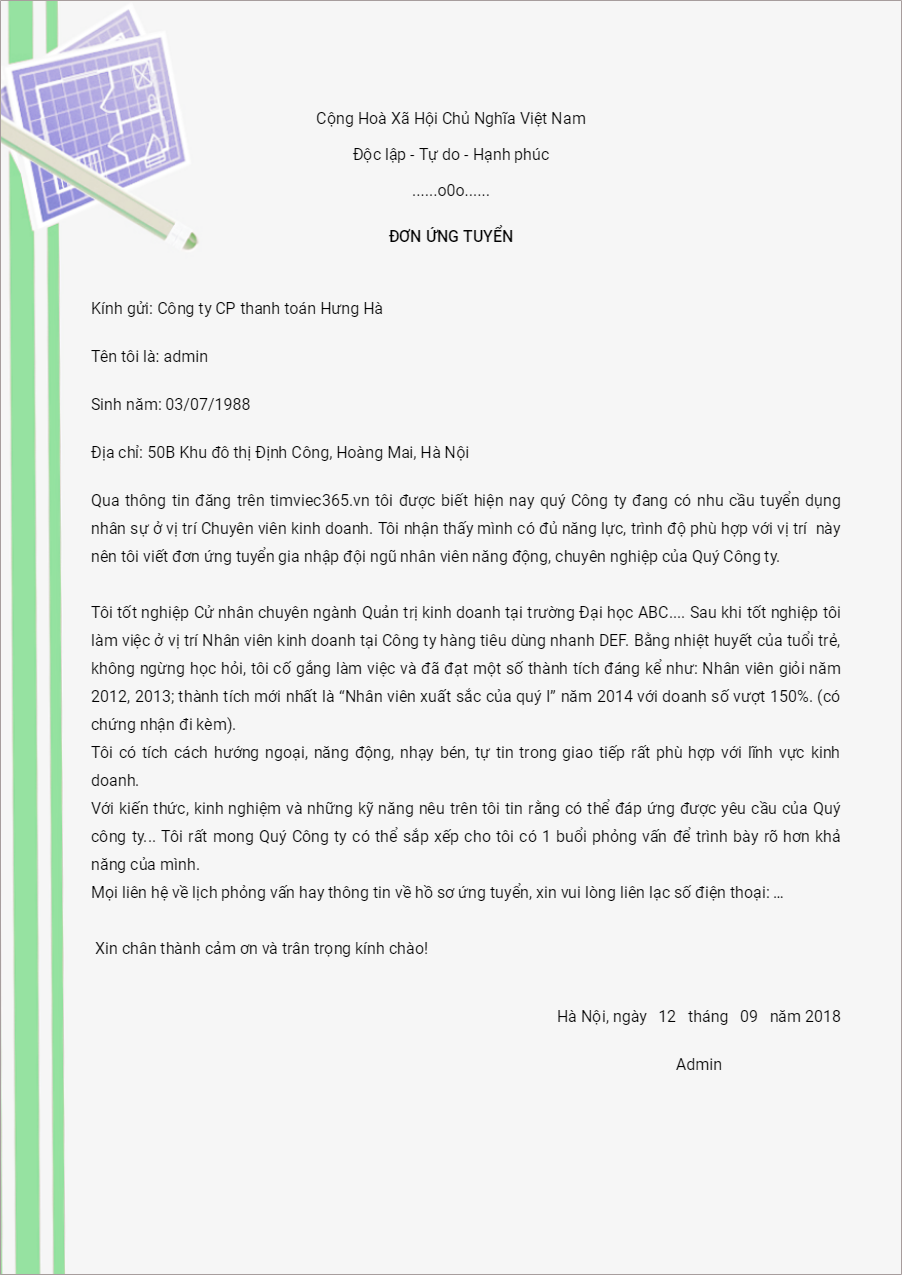 Cộng Hoà Xã Hội Chủ Nghĩa Việt Nam
Độc lập - Tự do - Hạnh phúc
......o0o......
ĐƠN ỨNG TUYỂN
Kính gửi: Công ty CP thanh toán Hưng Hà
Tên tôi là: admin
Sinh năm: 03/07/1988
Địa chỉ: 50B Khu đô thị Định Công, Hoàng Mai, Hà Nội
Qua thông tin đăng trên timviec365.vn tôi được biết hiện nay quý Công ty đang có nhu cầu tuyển dụng
nhân sự ở vị trí Chuyên viên kinh doanh. Tôi nhận thấy mình có đủ năng lực, trình độ phù hợp với vị trí này
nên tôi viết đơn ứng tuyển gia nhập đội ngũ nhân viên năng động, chuyên nghiệp của Quý Công ty.
Tôi tốt nghiệp Cử nhân chuyên ngành Quản trị kinh doanh tại trường Đại học ABC.... Sau khi tốt nghiệp tôi
làm việc ở vị trí Nhân viên kinh doanh tại Công ty hàng tiêu dùng nhanh DEF. Bằng nhiệt huyết của tuổi trẻ,
không ngừng học hỏi, tôi cố gắng làm việc và đã đạt một số thành tích đáng kể như: Nhân viên giỏi năm
2012, 2013; thành tích mới nhất là “Nhân viên xuất sắc của quý I” năm 2014 với doanh số vượt 150%. (có
chứng nhận đi kèm).
Tôi có tích cách hướng ngoại, năng động, nhạy bén, tự tin trong giao tiếp rất phù hợp với lĩnh vực kinh
doanh.
Với kiến thức, kinh nghiệm và những kỹ năng nêu trên tôi tin rằng có thể đáp ứng được yêu cầu của Quý
công ty... Tôi rất mong Quý Công ty có thể sắp xếp cho tôi có 1 buổi phỏng vấn để trình bày rõ hơn khả
năng của mình.
Mọi liên hệ về lịch phỏng vấn hay thông tin về hồ sơ ứng tuyển, xin vui lòng liên lạc số điện thoại: …
Xin chân thành cảm ơn và trân trọng kính chào!
Hà Nội, ngày 12 tháng 09 năm 2018
Admin